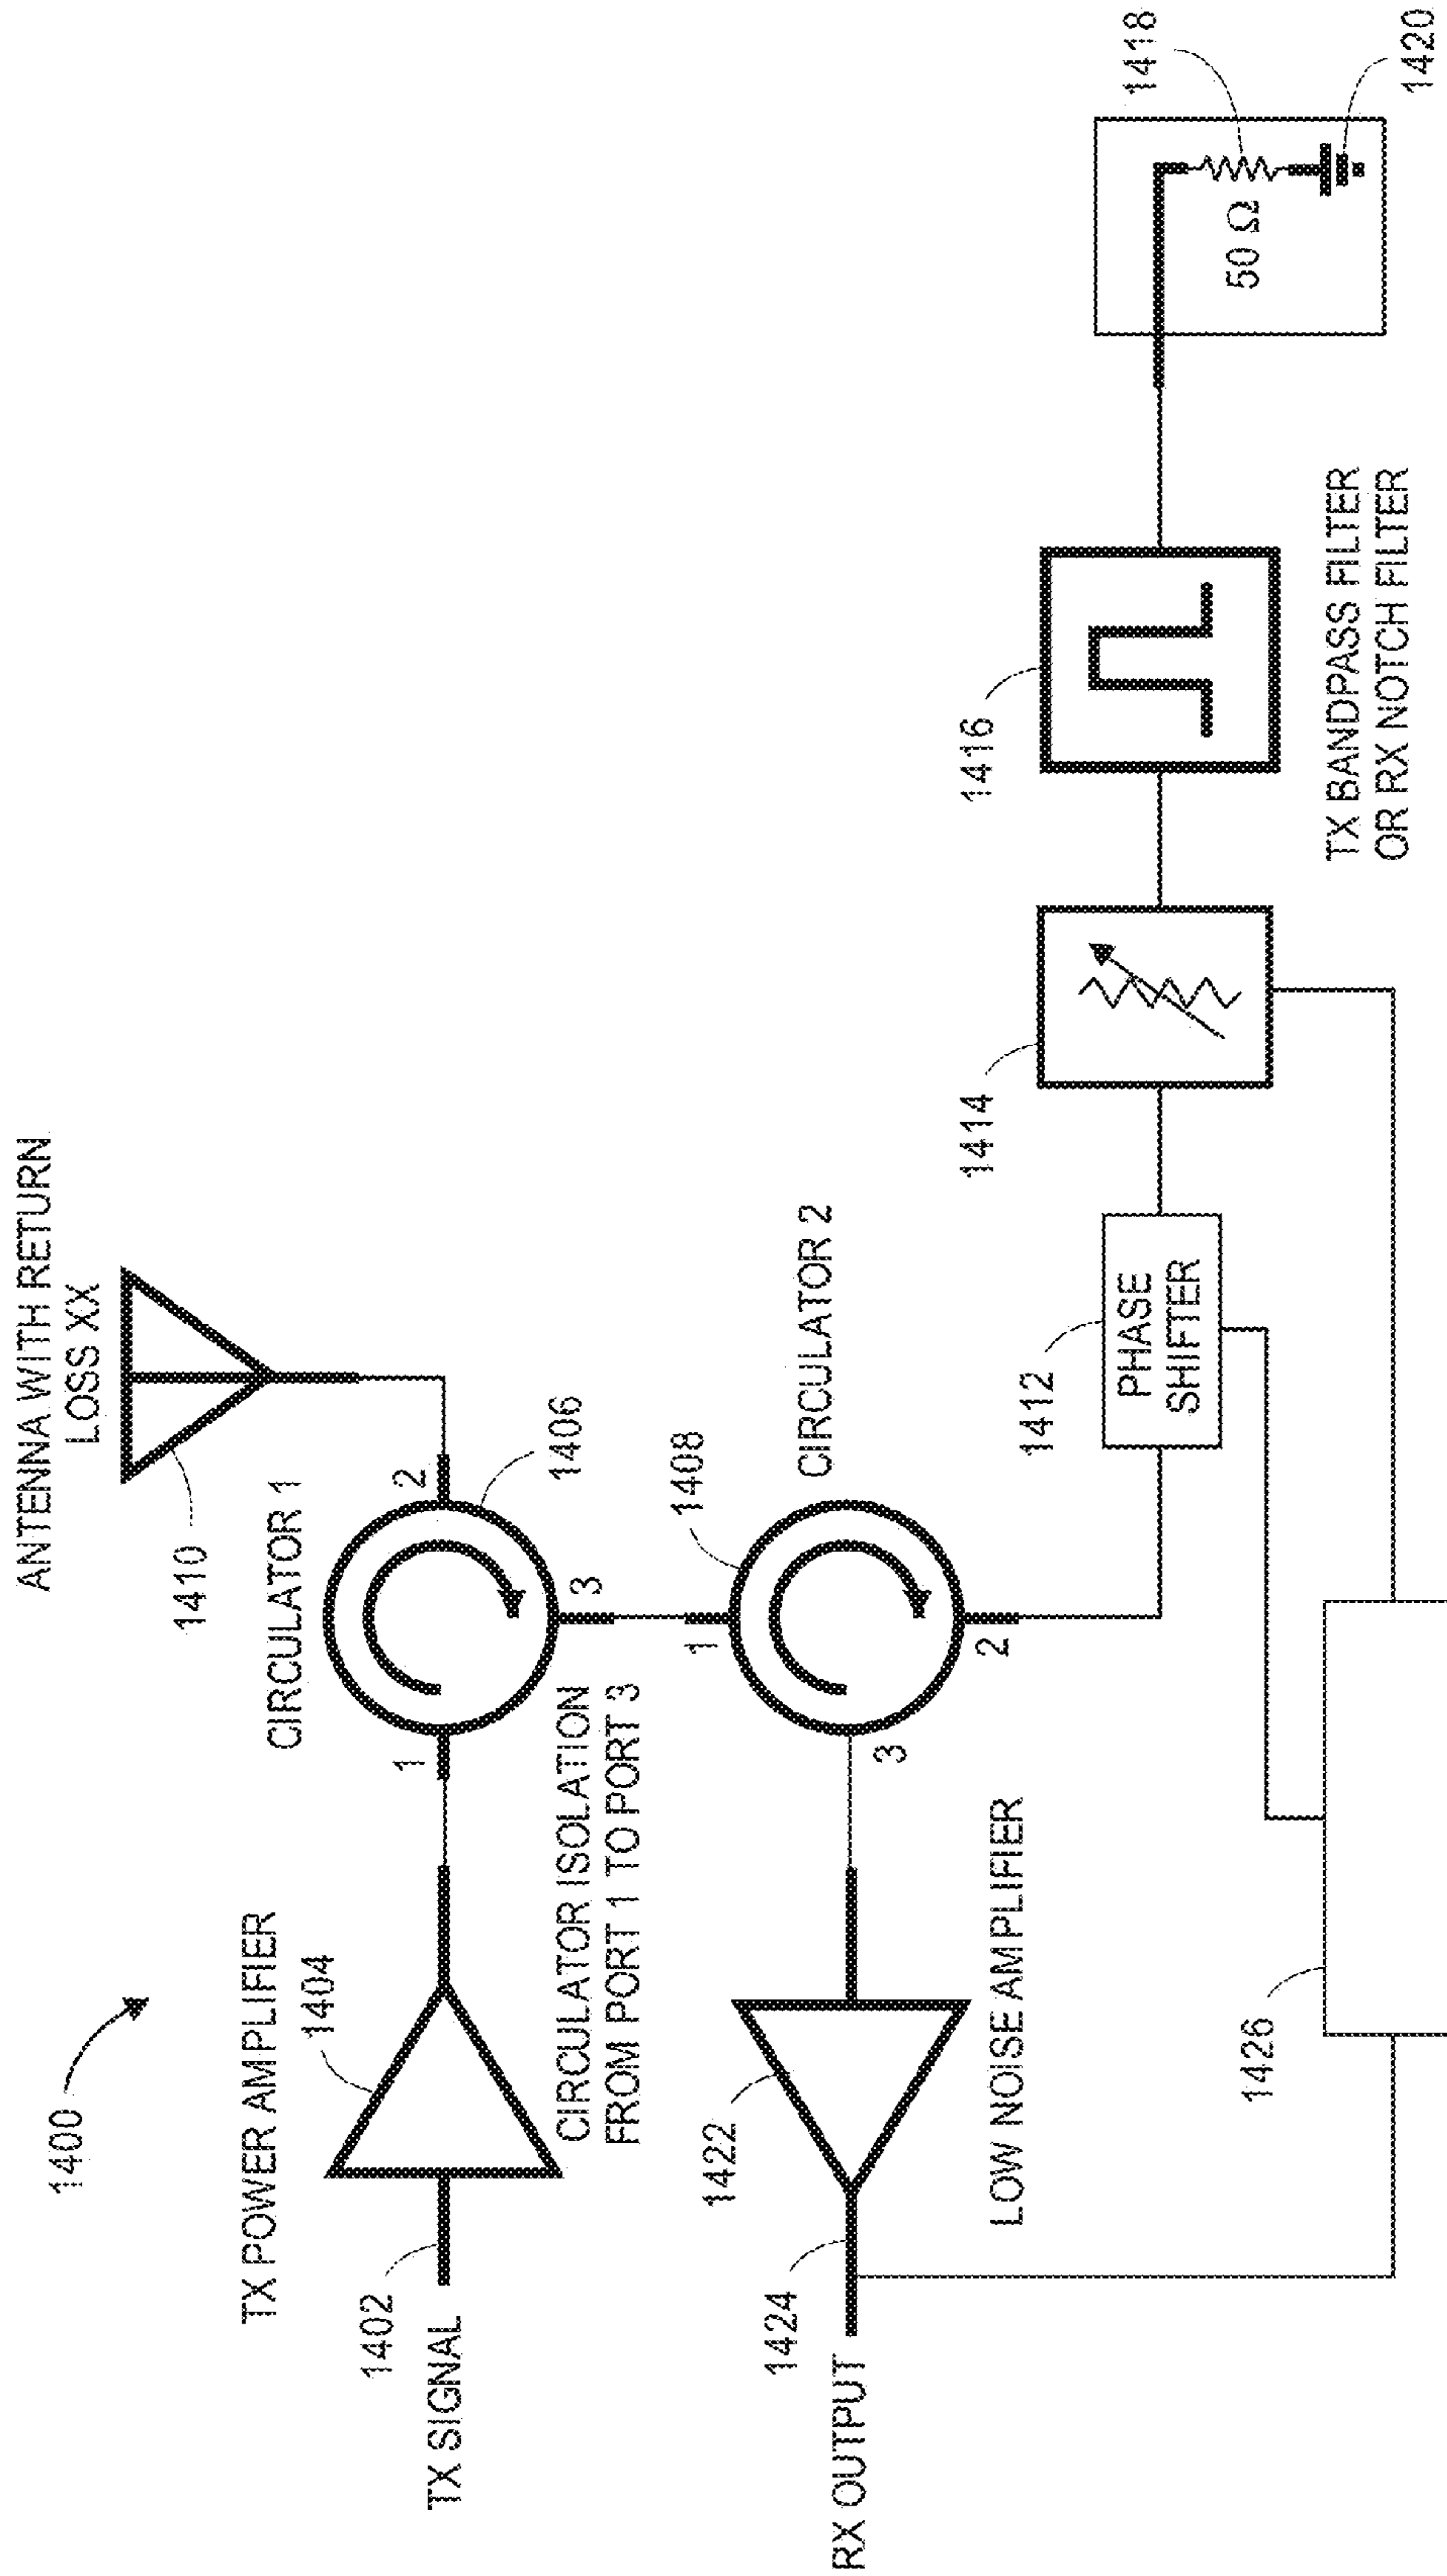 1400
ANTENNA WITH RETURN
LOSS XX
1410
TX POWER AMPLIFIER
1404
1402
TX SIGNAL
CIRCULATOR 1
1
2
3
1406
CIRCULATOR ISOLATION
FROM PORT 1 TO PORT 3
1408
CIRCULATOR 2
1
2
3
1422
LOW NOISE AMPLIFIER
1424
RX OUTPUT
1412
PHASE
SHIFTER
1414
1416
TX BANDPASS FILTER
OR RX NOTCH FILTER
1418
50 Ω
1420
1426